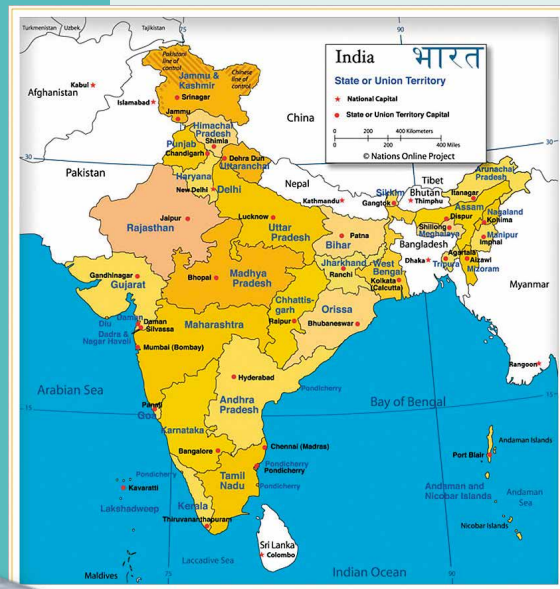 Turkmenistan
Uzbek.
Tajikistan
75
90
India भारत
State or Union Territory
National Capital
State or Union Territory Capital
0 200 400 Kilometers
0 200 400 Miles
© Nations Online Project
Pakistani
line of
control
Chinese
line of
control
Jammu &
Kashmir
Kabul
Afghanistan
Islamabad
Srinagar
Jammu
China
Himachal
Pradesh
Shimla
Punjab
Chandigarh
Dehra Dun
Uttaranchal
30
30
Pakistan
Haryana
New Delhi
Delhi
Nepal
Tibet
Arunachal
Pradesh
Sikkim
Bhutan
Itanagar
Kathmandu
Gangtok
Thimphu
Assam
Nagaland
Jaipur
Rajasthan
Lucknow
Uttar
Pradesh
Patna
Bihar
Dispur
Kohima
Shillong
Meghalaya
Manipur
Imphal
Bangladesh
Gandhinagar
Gujarat
Bhopal
Madhya
Pradesh
Jharkhand
Ranchi
West
Bengal
Kolkata
(Calcutta)
Dhaka
Agartala
Tripura
Aizawl
Mizoram
Myanmar
Chhattis-
garh
Raipur
Orissa
Bhubaneswar
Daman
Diu
Daman
Silvassa
Dadra &
Nagar Haveli
Maharashtra
Mumbai (Bombay)
Hyderabad
Rangoon
Arabian Sea
Pondicherry
Andhra
Pradesh
Bay of Bengal
15
15
Panaji
Goa
Karnataka
Andaman Islands
Bangalore
Chennai (Madras)
Port Blair
Pondicherry
Pondicherry
Pondicherry
Kavaratti
Lakshadweep
Tamil
Nadu
Pondicherry
Andaman and
Nicobar Islands
Andaman
Sea
Kerala
Thiruvananthapuram
Nicobar Islands
Sri Lanka
Colombo
Laccadive Sea
Maldives
75
Indian Ocean
90